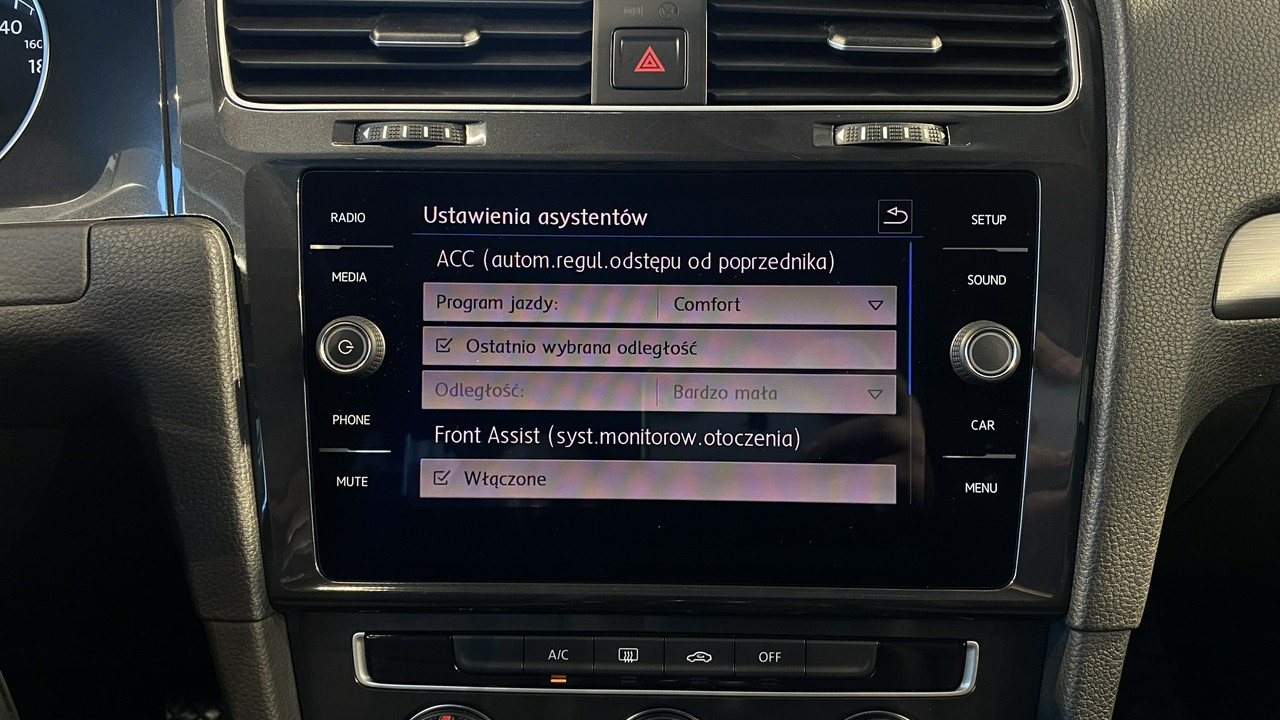 40
160
RADIO
MEDIA
PHONE
MUTE
Ustawienia asystentów
ACC (autom.regul.odstępu od poprzednika)
Program jazdy: Comfort
Ostatnio wybrana odległość
Odległość: Bardzo mała
Front Assist (syst.monitorow.otoczenia)
Włączone
SETUP
SOUND
CAR
MENU
A/C
OFF